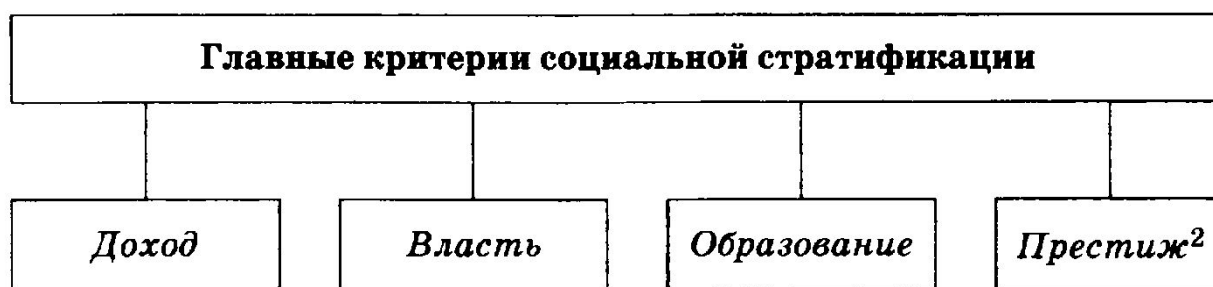 Главные критерии социальной стратификации
Доход Власть Образование Престиж²